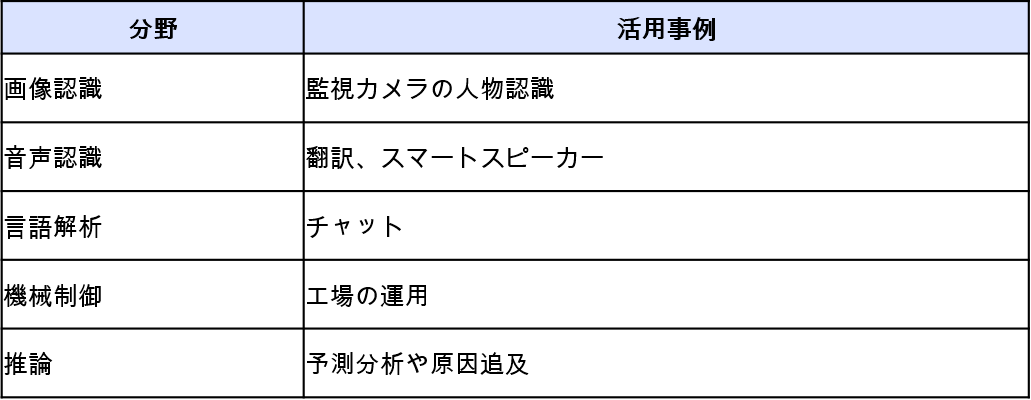 分野 活用事例
画像認識 監視カメラの人物認識
音声認識 翻訳、スマートスピーカー
言語解析 チャット
機械制御 工場の運用
推論 予測分析や原因追及